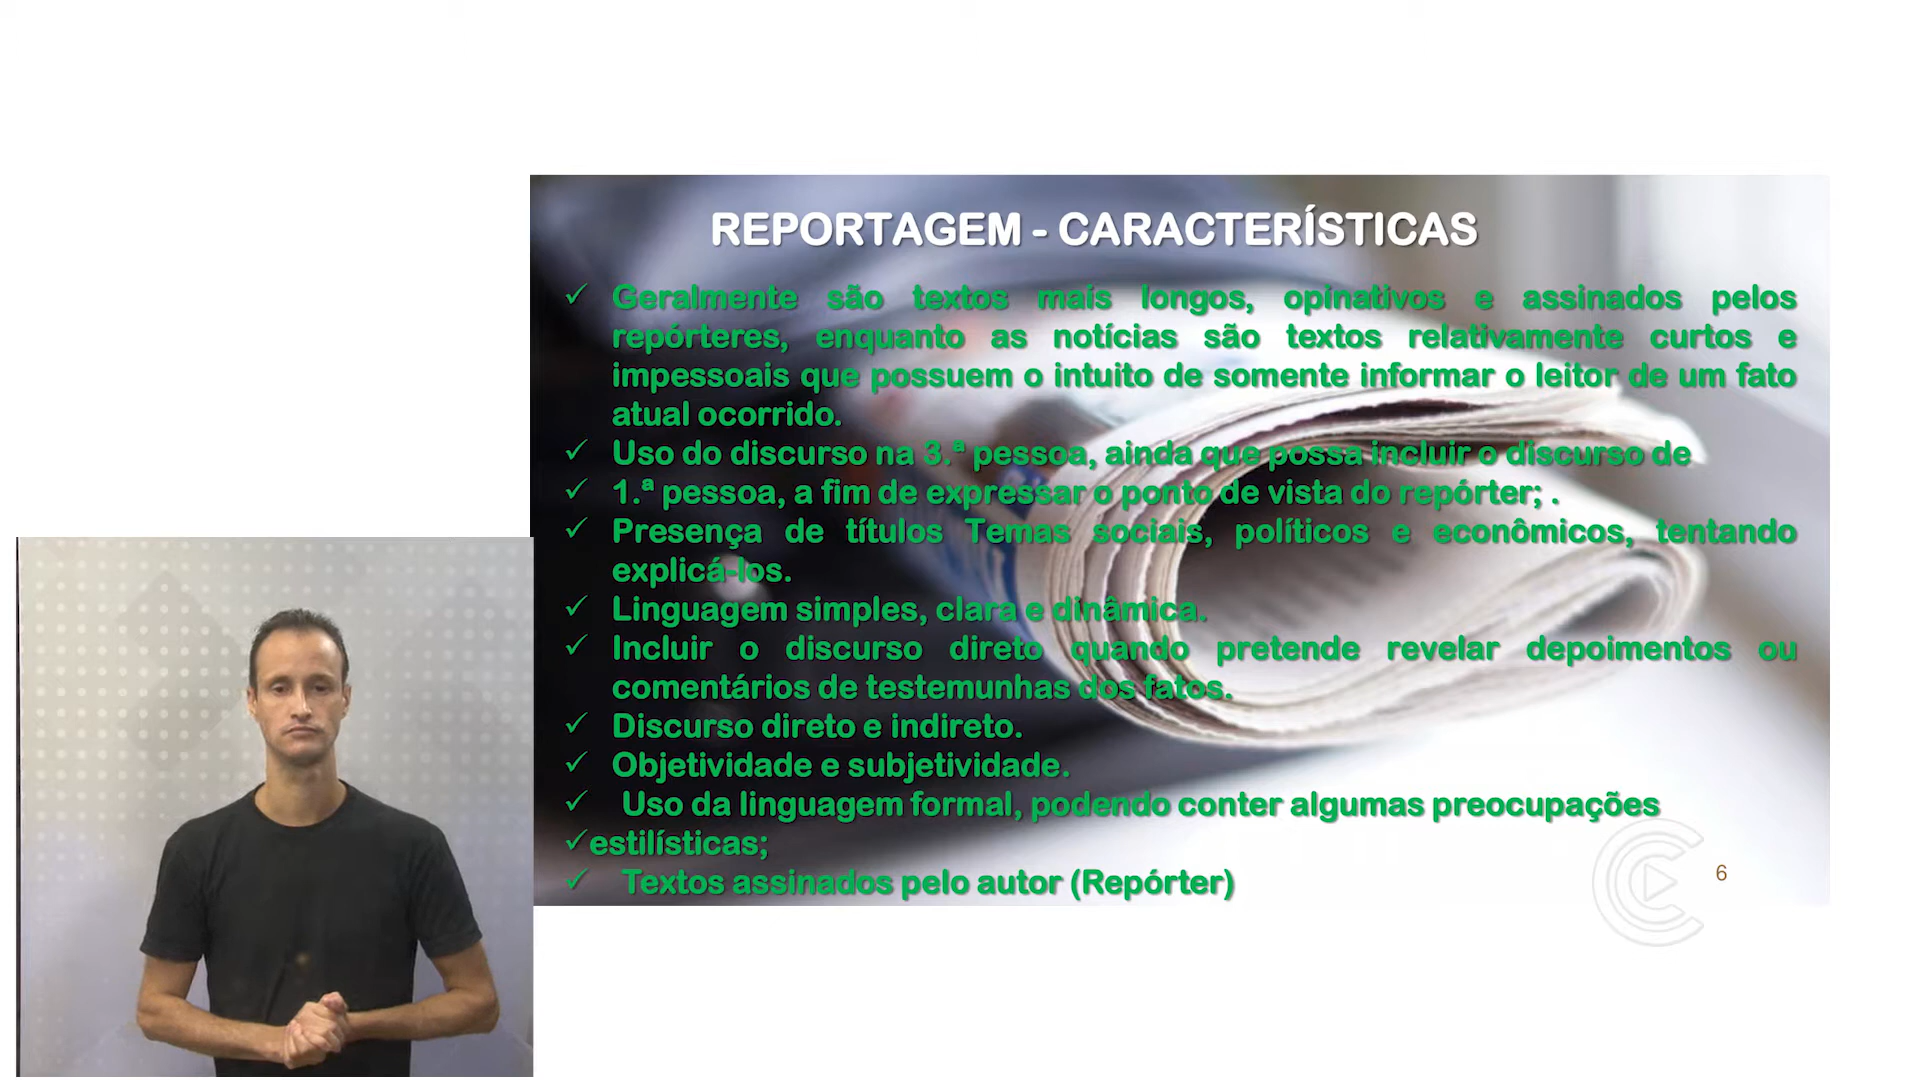 REPORTAGEM - CARACTERÍSTICAS
✓ Geralmente são textos mais longos, opinativos e assinados pelos
repórteres, enquanto as notícias são textos relativamente curtos e
impessoais que possuem o intuito de somente informar o leitor de um fato
atual ocorrido.
✓ Uso do discurso na 3.ª pessoa, ainda que possa incluir o discurso de
✓ 1.ª pessoa, a fim de expressar o ponto de vista do repórter; .
✓ Presença de títulos Temas sociais, políticos e econômicos, tentando
explicá-los.
✓ Linguagem simples, clara e dinâmica.
✓ Incluir o discurso direto quando pretende revelar depoimentos ou
comentários de testemunhas dos fatos.
✓ Discurso direto e indireto.
✓ Objetividade e subjetividade.
✓ Uso da linguagem formal, podendo conter algumas preocupações
✓ estilísticas;
✓ Textos assinados pelo autor (Repórter)
6